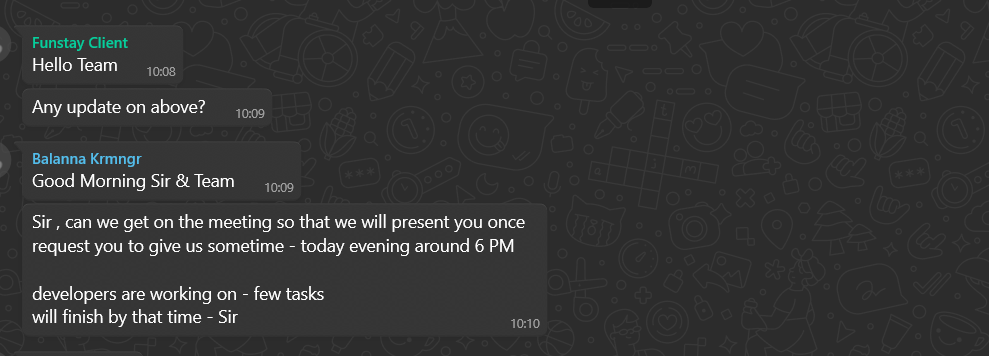 Funstay Client
Hello Team
10:08
Any update on above?
10:09
Balanna Krmngr
Good Morning Sir & Team
10:09
Sir , can we get on the meeting so that we will present you once
request you to give us sometime - today evening around 6 PM
developers are working on - few tasks
will finish by that time - Sir
10:10